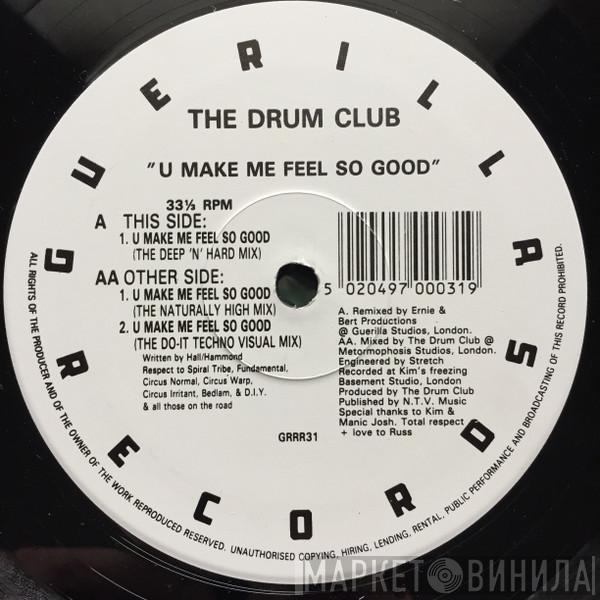 GUERILLA RECORDS
THE DRUM CLUB
"U MAKE ME FEEL SO GOOD"
33⅓ RPM
A THIS SIDE:
1. U MAKE ME FEEL SO GOOD
(THE DEEP 'N' HARD MIX)
AA OTHER SIDE:
1. U MAKE ME FEEL SO GOOD
(THE NATURALLY HIGH MIX)
2. U MAKE ME FEEL SO GOOD
(THE DO-IT TECHNO VISUAL MIX)
Written by Hall/Hammond
Respect to Spiral Tribe, Fundamental,
Circus Normal, Circus Warp,
Circus Irritant, Bedlam, & D.I.Y.
& all those on the road
5 020497 000319
A. Remixed by Ernie &
Bert Productions
@ Guerilla Studios, London.
AA. Mixed by The Drum Club @
Metormophosis Studios, London.
Engineered by Stretch
Recorded at Kim's freezing
Basement Studio, London
Produced by The Drum Club
Published by N.T.V. Music
Special thanks to Kim &
Manic Josh. Total respect
+ love to Russ
GRRR31
ALL RIGHTS OF THE PRODUCER AND OF THE OWNER OF THE WORK REPRODUCED RESERVED. UNAUTHORISED COPYING, HIRING, LENDING, RENTAL, PUBLIC PERFORMANCE AND BROADCASTING OF THIS RECORD PROHIBITED.
МАРКЕТ ВИНИЛА